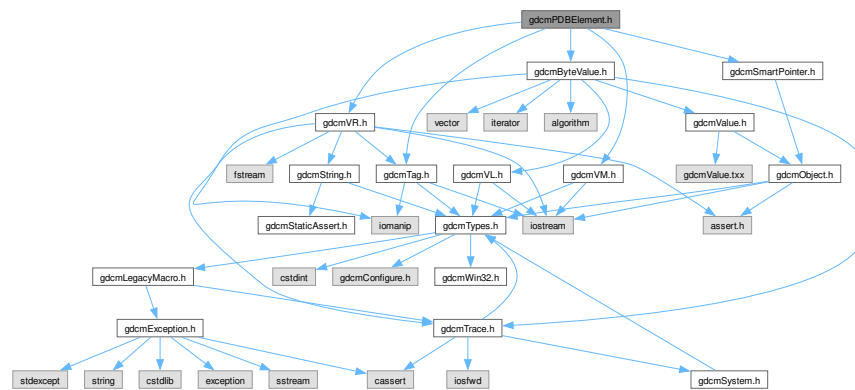 gdcmPDBElement.h
gdcmByteValue.h
gdcmSmartPointer.h
gdcmVR.h
vector
iterator
algorithm
gdcmValue.h
fstream
gdcmString.h
gdcmTag.h
gdcmVL.h
gdcmVM.h
gdcmValue.txx
gdcmObject.h
gdcmStaticAssert.h
iomanip
gdcmTypes.h
iostream
assert.h
gdcmLegacyMacro.h
cstdint
gdcmConfigure.h
gdcmWin32.h
gdcmException.h
gdcmTrace.h
stdexcept
string
cstdlib
exception
sstream
cassert
iosfwd
gdcmSystem.h